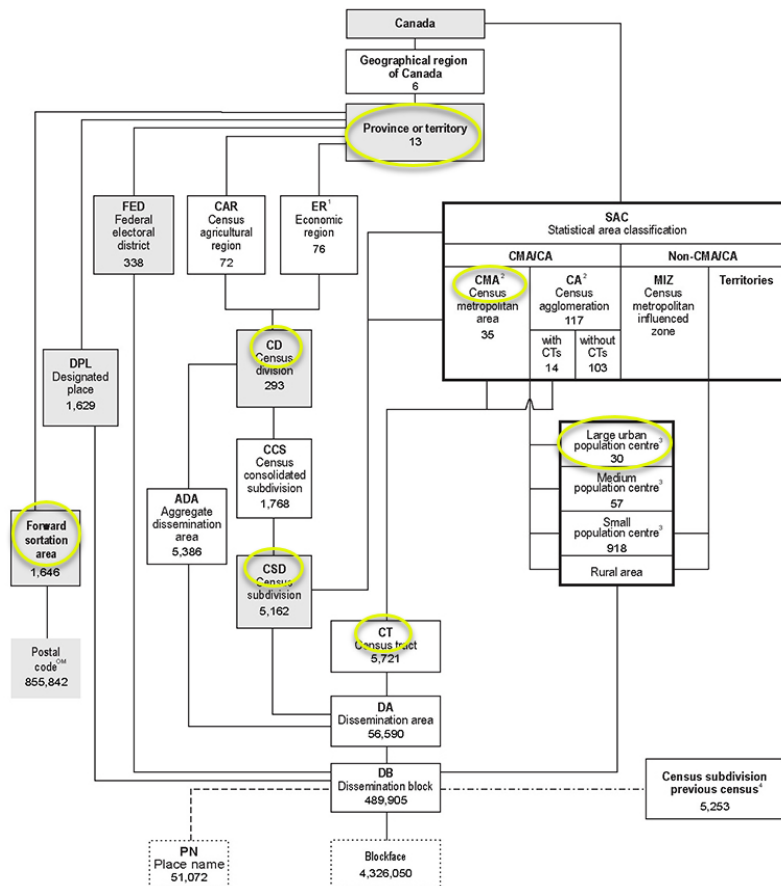 Canada
Geographical region
of Canada
6
Province or territory
13
FED
Federal
electoral
district
338
CAR
Census
agricultural
region
72
ER¹
Economic
region
76
SAC
Statistical area classification
CMA/CA
Non-CMA/CA
CMA²
Census
metropolitan
area
35
CA²
Census
agglomeration
117
with
CTs
14
without
CTs
103
MIZ
Census
metropolitan
influenced
zone
Territories
CD
Census
division
293
DPL
Designated
place
1,629
CCS
Census
consolidated
subdivision
1,768
Large urban
population centre³
30
Medium
population centre³
57
Small
population centre³
918
Rural area
ADA
Aggregate
dissemination
area
5,386
Forward
sortation
area
1,646
CSD
Census
subdivision
5,162
CT
Census tract
5,721
Postal
codeᴼᴹ
855,842
DA
Dissemination area
56,590
DB
Dissemination block
489,905
Census subdivision
previous census⁴
5,253
PN
Place name
51,072
Blockface
4,326,050